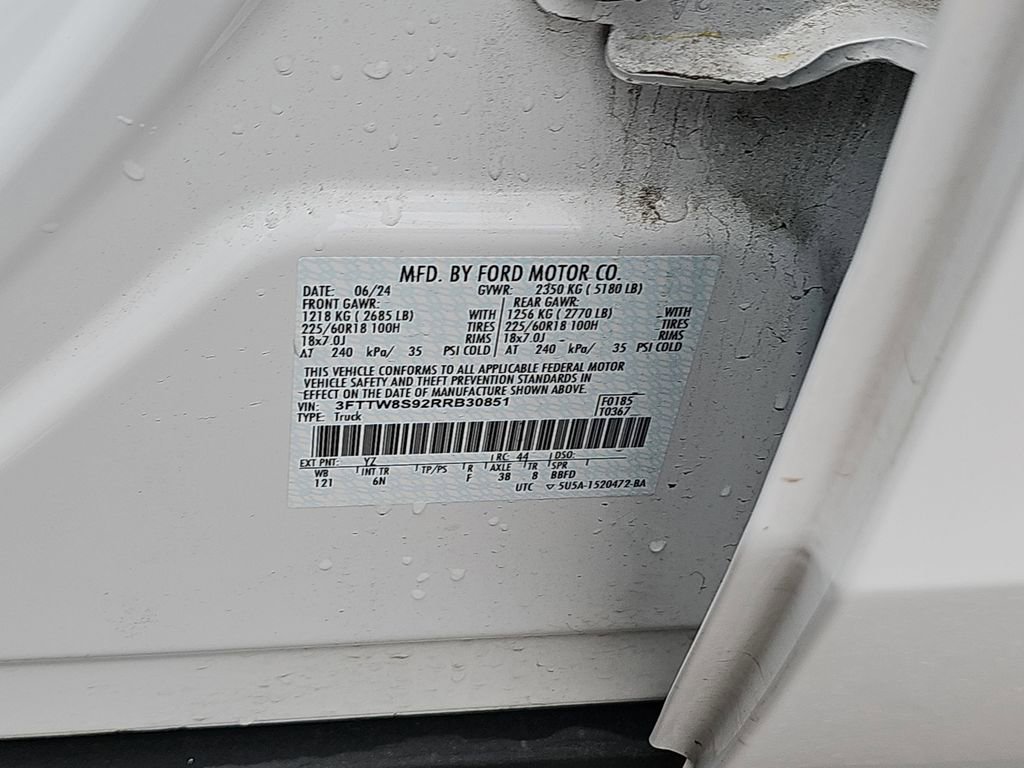 MFD. BY FORD MOTOR CO.
DATE: 06/24 GVWR: 2350 KG ( 5180 LB)
FRONT GAWR: REAR GAWR:
1218 KG ( 2685 LB) WITH 1256 KG ( 2770 LB) WITH
225/60R18 100H TIRES 225/60R18 100H TIRES
18x7.0J RIMS 18x7.0J - RIMS
AT 240 kPa/ 35 PSI COLD AT 240 kPa/ 35 PSI COLD
THIS VEHICLE CONFORMS TO ALL APPLICABLE FEDERAL MOTOR
VEHICLE SAFETY AND THEFT PREVENTION STANDARDS IN
EFFECT ON THE DATE OF MANUFACTURE SHOWN ABOVE.
VIN: 3FTTW8S92RRB30851 F0185
TYPE: Truck T0367
EXT PNT: YZ RC: 44 DSO:
WB INT TR TP/PS R AXLE TR SPR
121 6N F 3B 8 BBFD
UTC ▽ 5U5A-1520472-BA